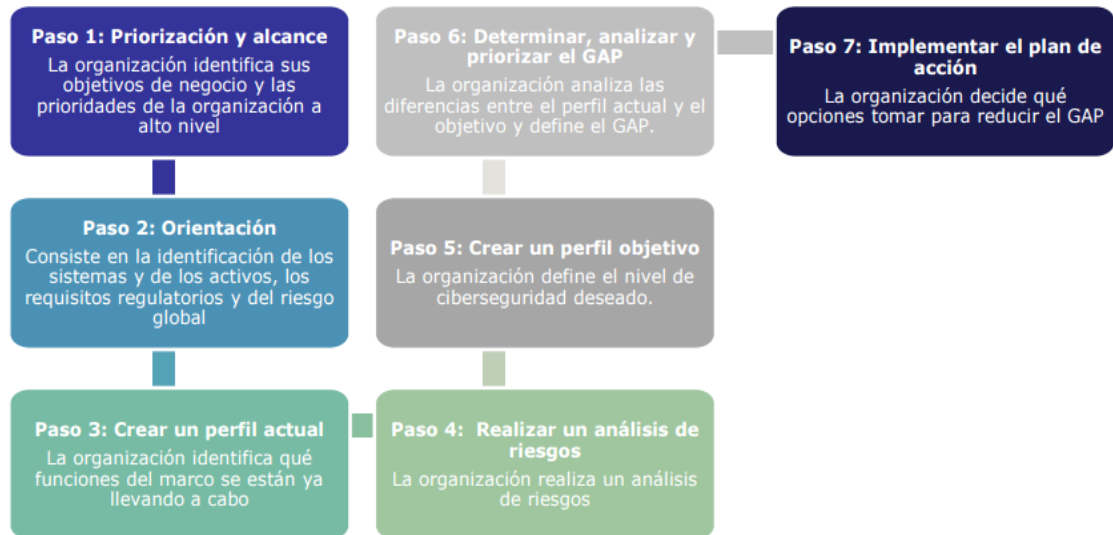 Paso 1: Priorización y alcance
La organización identifica sus
objetivos de negocio y las
prioridades de la organización a
alto nivel
Paso 2: Orientación
Consiste en la identificación de los
sistemas y de los activos, los
requisitos regulatorios y del riesgo
global
Paso 3: Crear un perfil actual
La organización identifica qué
funciones del marco se están ya
llevando a cabo
Paso 4:  Realizar un análisis de
riesgos
La organización realiza un análisis
de riesgos
Paso 5: Crear un perfil objetivo
La organización define el nivel de
ciberseguridad deseado.
Paso 6: Determinar, analizar y
priorizar el GAP
La organización analiza las
diferencias entre el perfil actual y el
objetivo y define el GAP.
Paso 7: Implementar el plan de
acción
La organización decide qué
opciones tomar para reducir el GAP